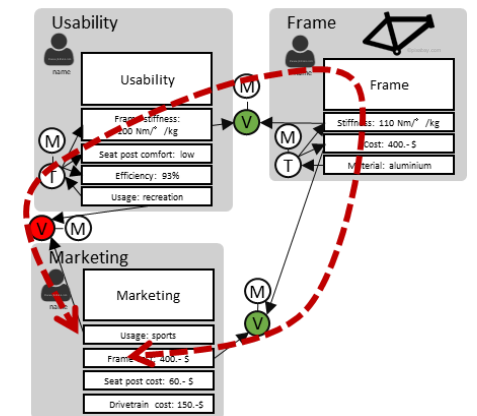 Usability
name
Usability
Frame stiffness:
200 Nm/° /kg
Seat post comfort: low
Efficiency: 93%
Usage: recreation
M
T
V
M
M
V
Frame
name
Frame
Stiffness: 110 Nm/° /kg
Cost: 400.- $
Material: aluminium
M
T
Marketing
name
Marketing
Usage: sports
Frame 400.- $
Seat post cost: 60.- $
Drivetrain cost: 150.-$
M
V